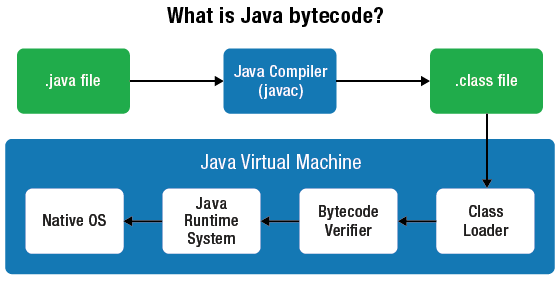 What is Java bytecode?
.java file
Java Compiler
(javac)
.class file
Java Virtual Machine
Native OS
Java
Runtime
System
Bytecode
Verifier
Class
Loader